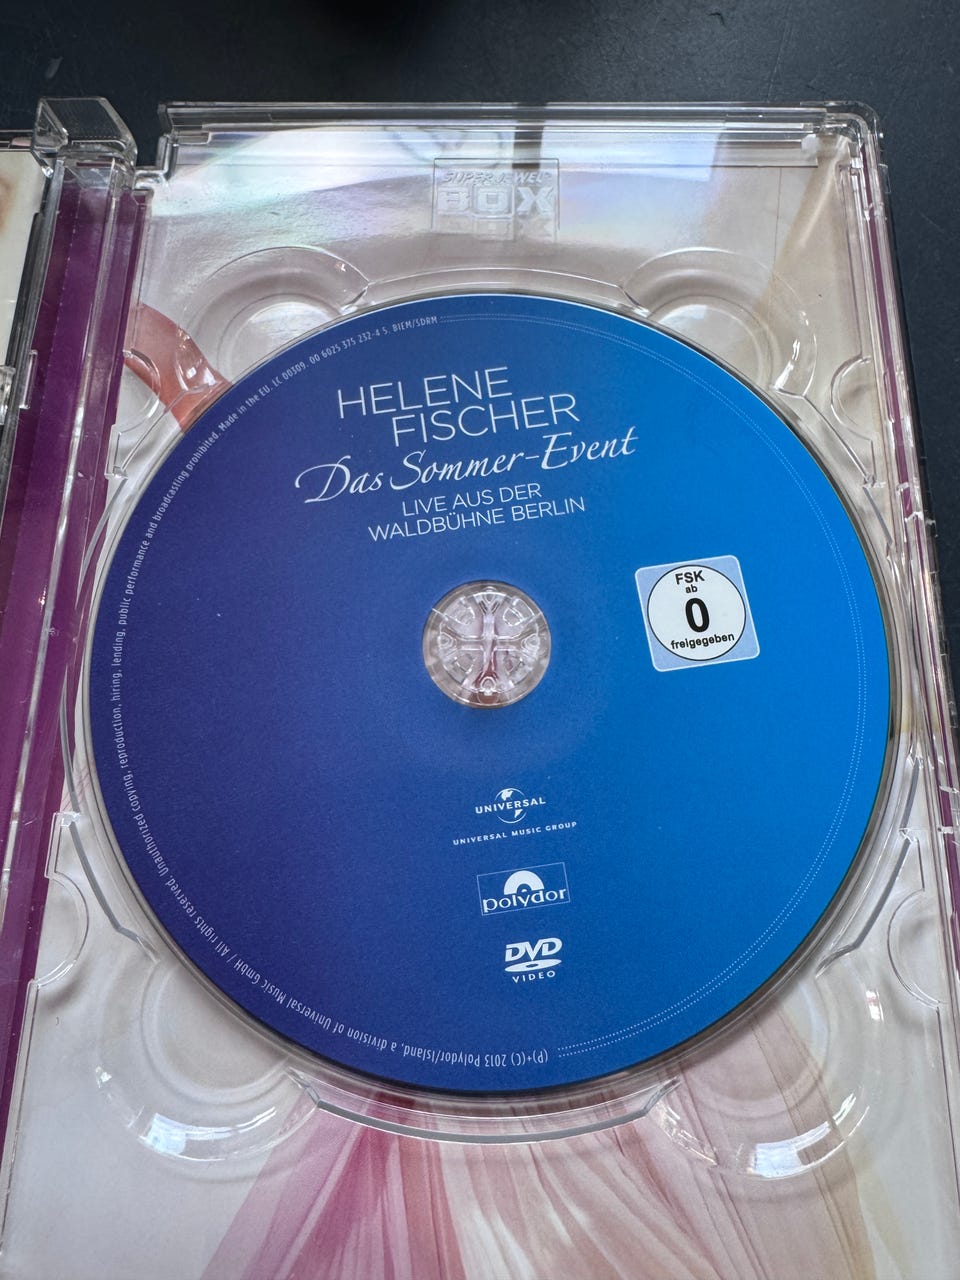 SUPER JEWEL
BOX
HELENE
FISCHER
Das Sommer-Event
LIVE AUS DER
WALDBÜHNE BERLIN
FSK
ab
0
freigegeben
UNIVERSAL
UNIVERSAL MUSIC GROUP
polydor
DVD
VIDEO
(P)+(C) 2013 Polydor/Island, a division of Universal Music GmbH / All rights reserved. Unauthorized copying, reproduction, hiring, lending, public performance and broadcasting prohibited. Made in the EU. LC 00309. 00 6025 375 232-4 5. BIEM/SDRM